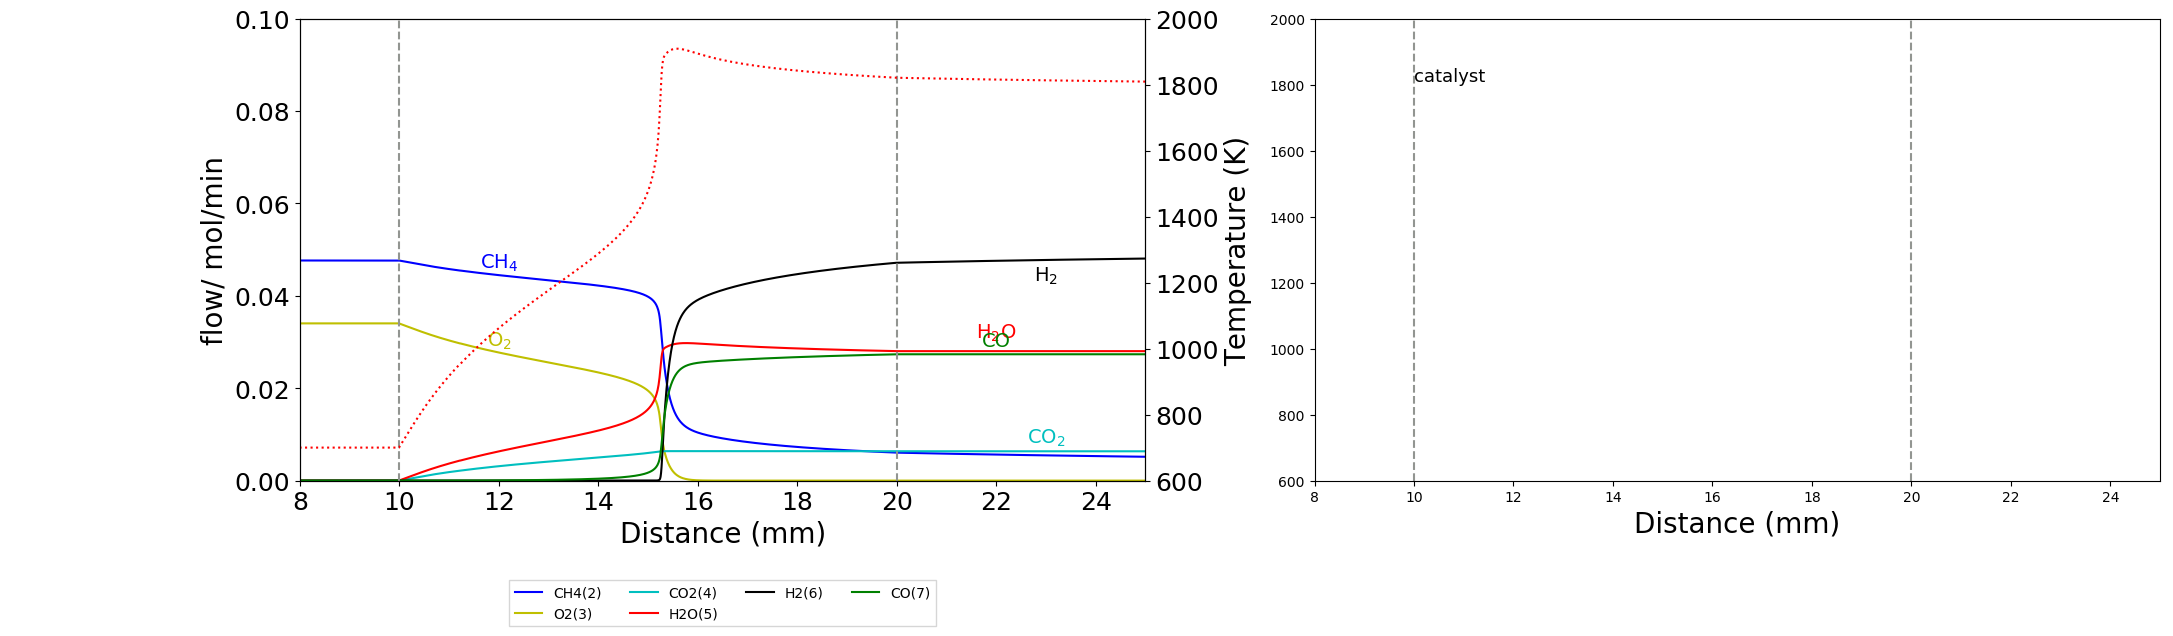 0.10
0.08
0.06
0.04
0.02
0.00
flow/ mol/min
CH₄
O₂
H₂
H₂O
CO
CO₂
2000
1800
1600
1400
1200
1000
800
600
Temperature (K)
8 10 12 14 16 18 20 22 24
Distance (mm)
CH4(2) CO2(4) H2(6) CO(7)
O2(3) H2O(5)
2000
1800
1600
1400
1200
1000
800
600
catalyst
8 10 12 14 16 18 20 22 24
Distance (mm)